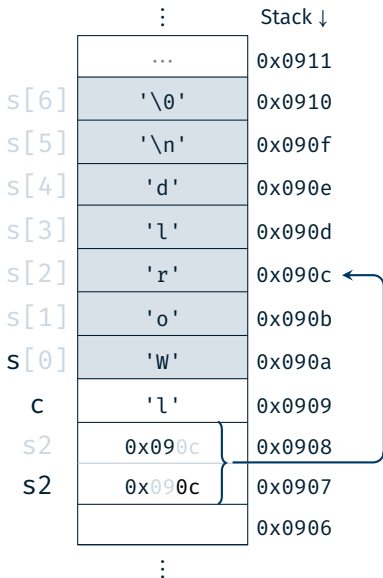 ⋮ Stack ↓
... 0x0911
s[6] '\0' 0x0910
s[5] '\n' 0x090f
s[4] 'd' 0x090e
s[3] 'l' 0x090d
s[2] 'r' 0x090c
s[1] 'o' 0x090b
s[0] 'W' 0x090a
c 'l' 0x0909
s2 0x090c 0x0908
s2 0x090c 0x0907
0x0906
⋮